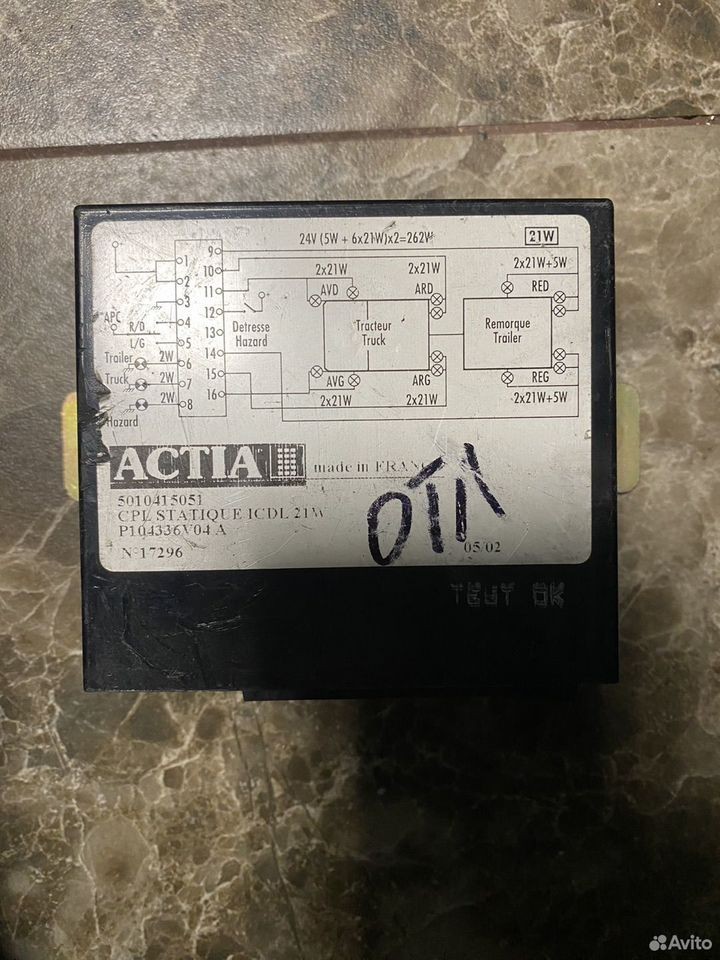 24V (5W + 6x21W)x2=262W
21W
9
1
10
2x21W
2x21W
2x21W+5W
2
11
AVD
ARD
RED
3
12
APC
R/D
4
13
Detresse
Hazard
Tracteur
Truck
Remorque
Trailer
L/G
5
14
Trailer
2W
6
15
Truck
2W
7
16
AVG
ARG
REG
2W
8
2x21W
2x21W
2x21W+5W
Hazard
ACTIA
made in FRAN
5010415051
CPL STATIQUE ICDL 21W
P104336V04 A
N°17296
05/02
TEUT OK
Avito